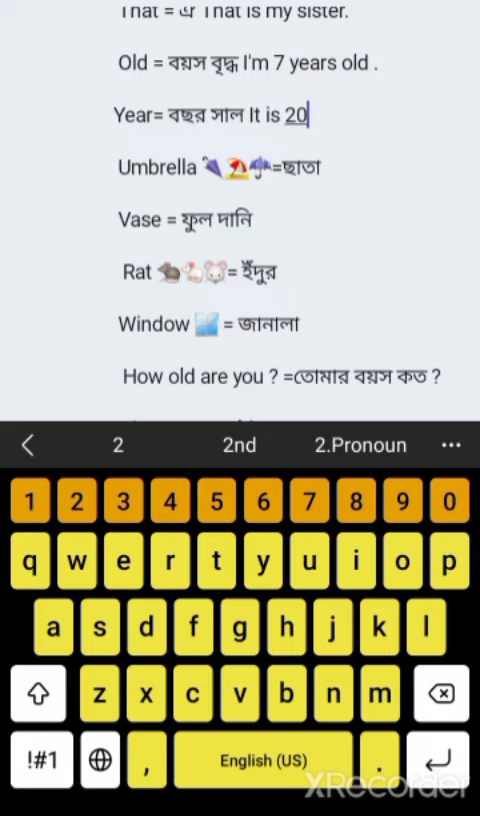 That = ঐ That is my sister.
Old = বয়স বৃদ্ধ I'm 7 years old .
Year= বছর সাল It is 20
Umbrella 🌂⛱️☂️=ছাতা
Vase = ফুল দানি
Rat 🐀🐁🐭= ইঁদুর
Window 🪟 = জানালা
How old are you ? =তোমার বয়স কত ?
2 2nd 2.Pronoun ...
1 2 3 4 5 6 7 8 9 0
q w e r t y u i o p
a s d f g h j k l
z x c v b n m
!#1 , English (US) .
XRecorder